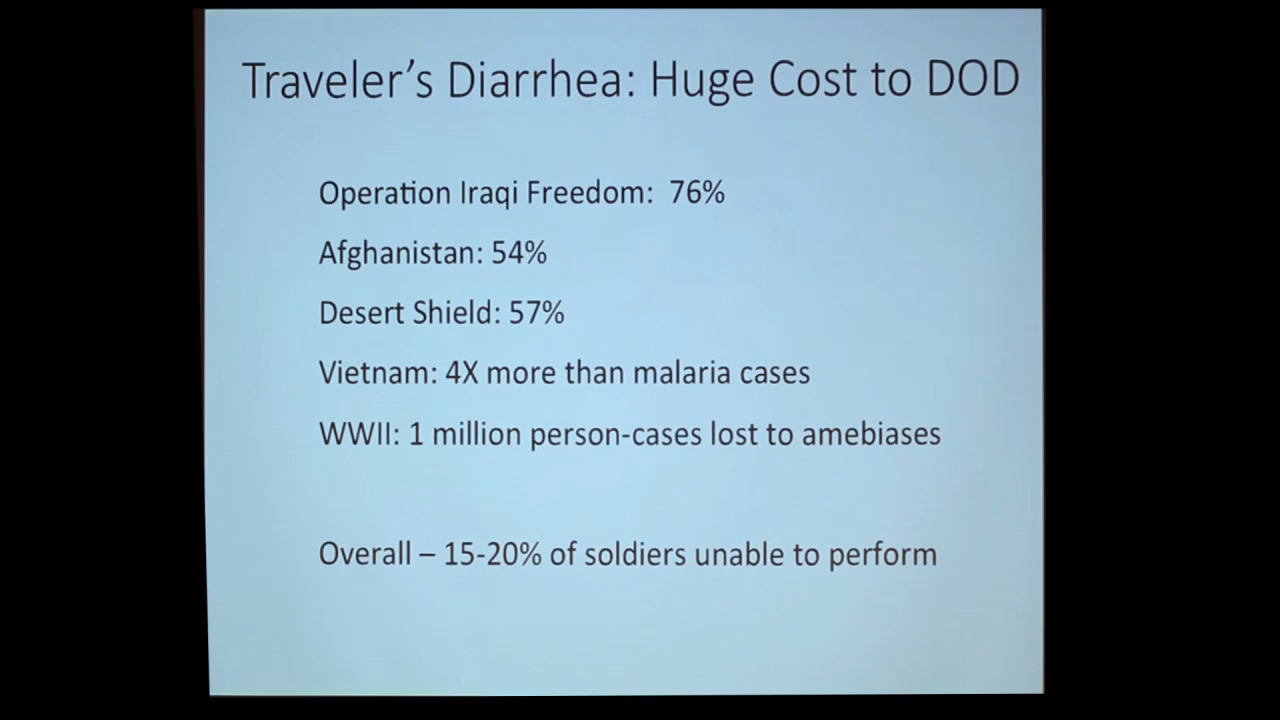 Traveler’s Diarrhea: Huge Cost to DOD
Operation Iraqi Freedom:  76%
Afghanistan: 54%
Desert Shield: 57%
Vietnam: 4X more than malaria cases
WWII: 1 million person-cases lost to amebiases
Overall – 15-20% of soldiers unable to perform